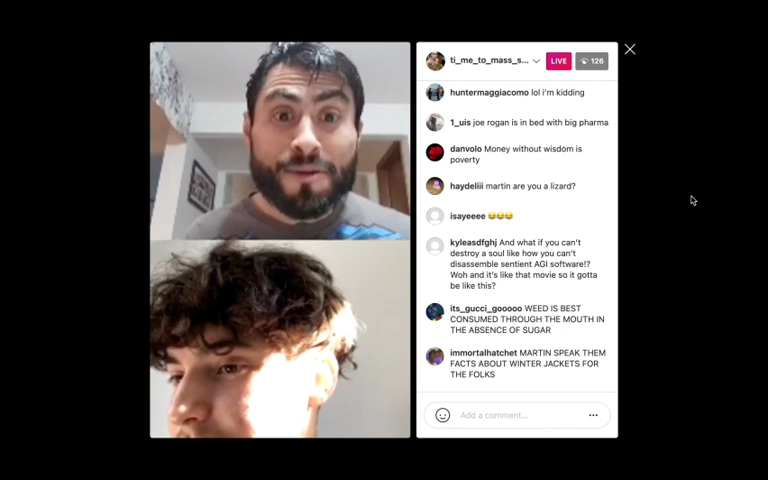 ti_me_to_mass_s... LIVE 126
huntermaggiacomo lol i'm kidding
1_uis joe rogan is in bed with big pharma
danvolo Money without wisdom is
poverty
haydeliii martin are you a lizard?
isayeeee 😂😂😂
kyleasdfghj And what if you can't
destroy a soul like how you can't
disassemble sentient AGI software!?
Woh and it's like that movie so it gotta
be like this?
its_gucci_gooooo WEED IS BEST
CONSUMED THROUGH THE MOUTH IN
THE ABSENCE OF SUGAR
immortalhatchet MARTIN SPEAK THEM
FACTS ABOUT WINTER JACKETS FOR
THE FOLKS
Add a comment...